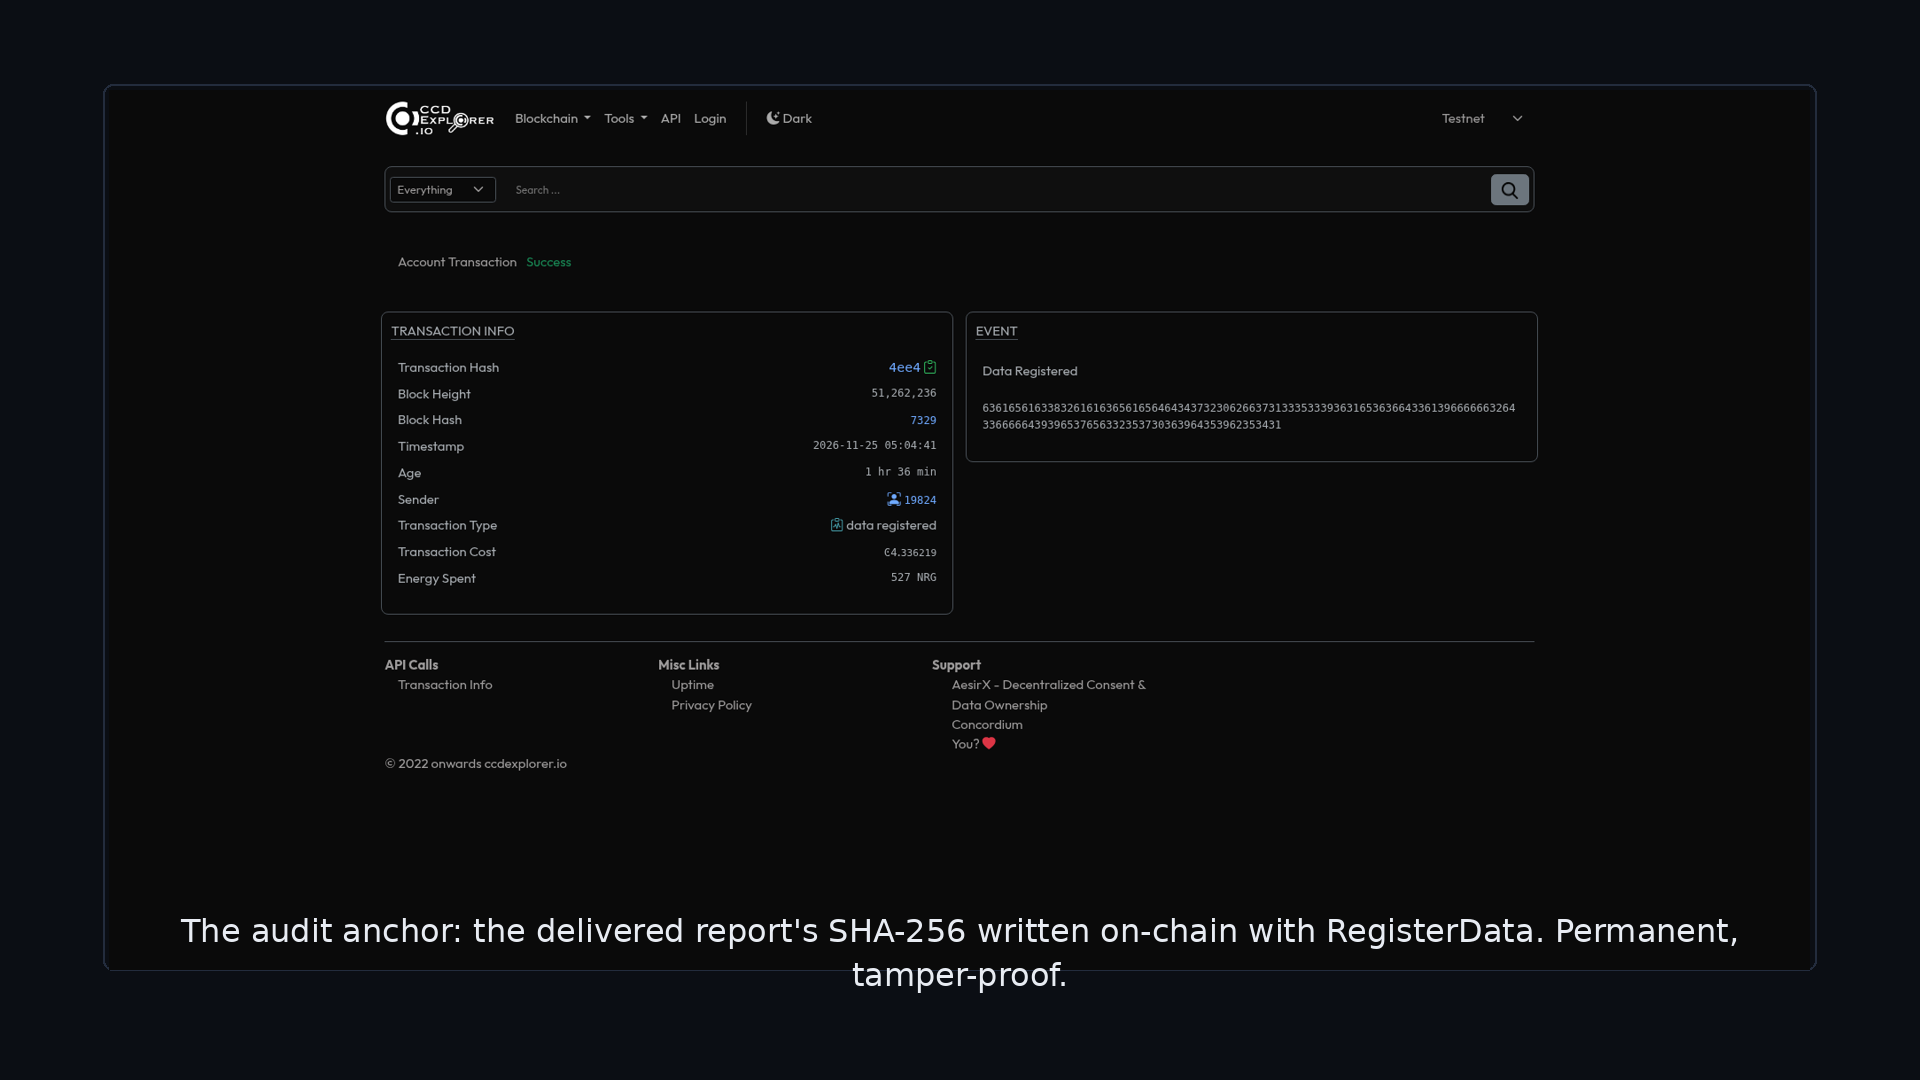 CCD
EXPLORER
.IO
Blockchain
Tools
API
Login
Dark
Testnet
Everything
Search ...
Account Transaction Success
TRANSACTION INFO
Transaction Hash 4ee4
Block Height 51,262,236
Block Hash 7329
Timestamp 2026-11-25 05:04:41
Age 1 hr 36 min
Sender 19824
Transaction Type data registered
Transaction Cost Ͼ4.336219
Energy Spent 527 NRG
EVENT
Data Registered
6361656163383261616365616564643437323062663731333533393631653636643361396666663264
3366666439396537656332353730363964353962353431
API Calls
Transaction Info
Misc Links
Uptime
Privacy Policy
Support
AesirX - Decentralized Consent &
Data Ownership
Concordium
You?
© 2022 onwards ccdexplorer.io
The audit anchor: the delivered report's SHA-256 written on-chain with RegisterData. Permanent,
tamper-proof.